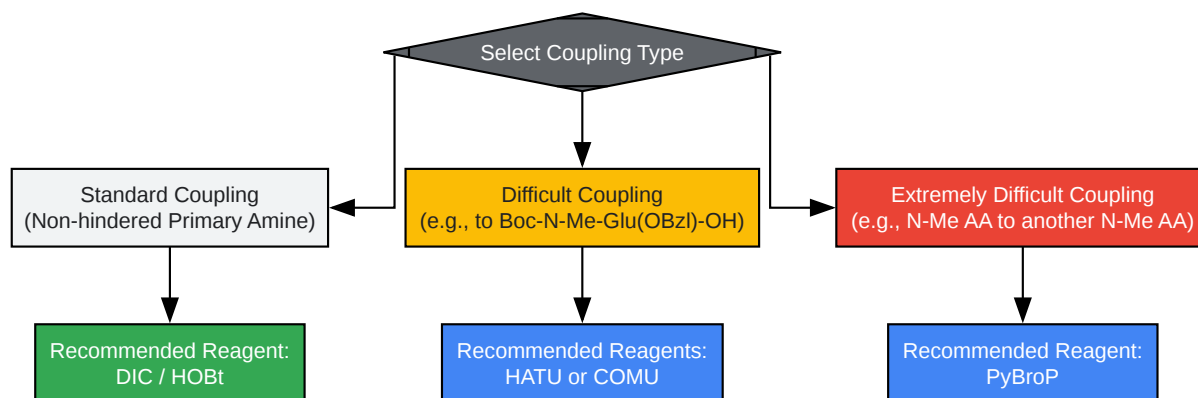 Select Coupling Type
Standard Coupling
(Non-hindered Primary Amine)
Difficult Coupling
(e.g., to Boc-N-Me-Glu(OBzl)-OH)
Extremely Difficult Coupling
(e.g., N-Me AA to another N-Me AA)
Recommended Reagent:
DIC / HOBt
Recommended Reagents:
HATU or COMU
Recommended Reagent:
PyBroP